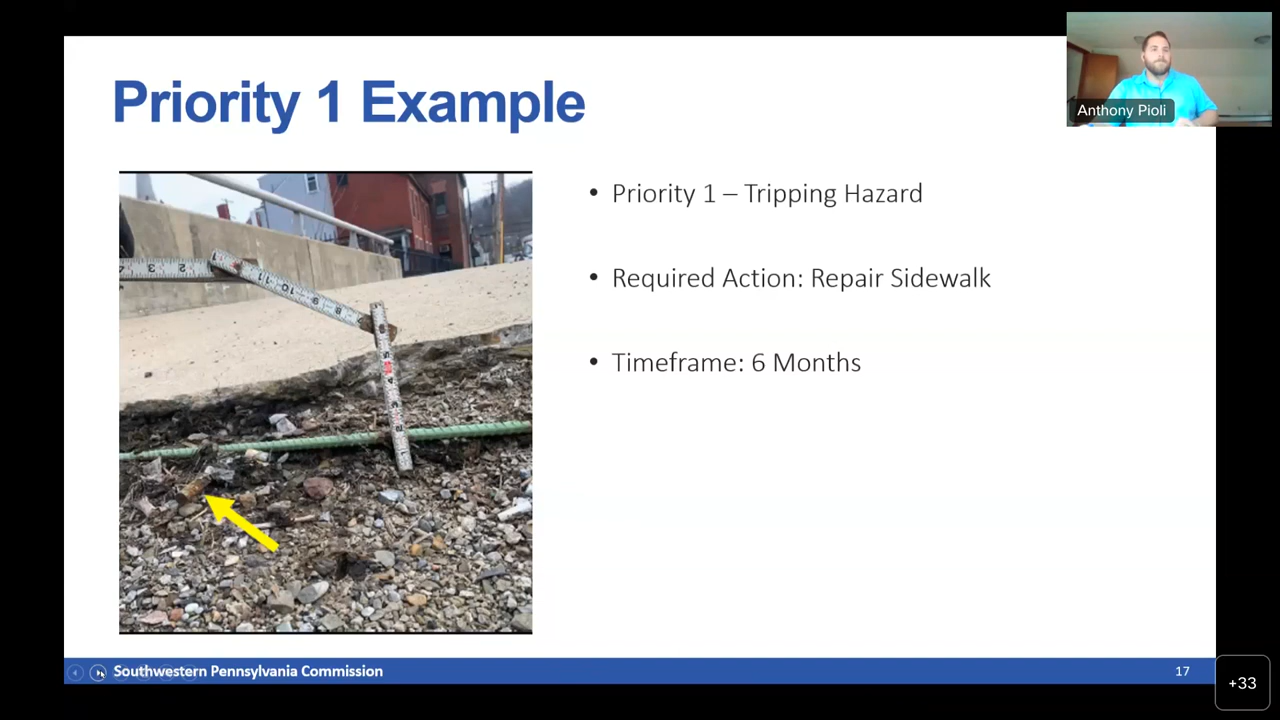 Priority 1 Example
Anthony Pioli
• Priority 1 – Tripping Hazard
• Required Action: Repair Sidewalk
• Timeframe: 6 Months
Southwestern Pennsylvania Commission
17
+33